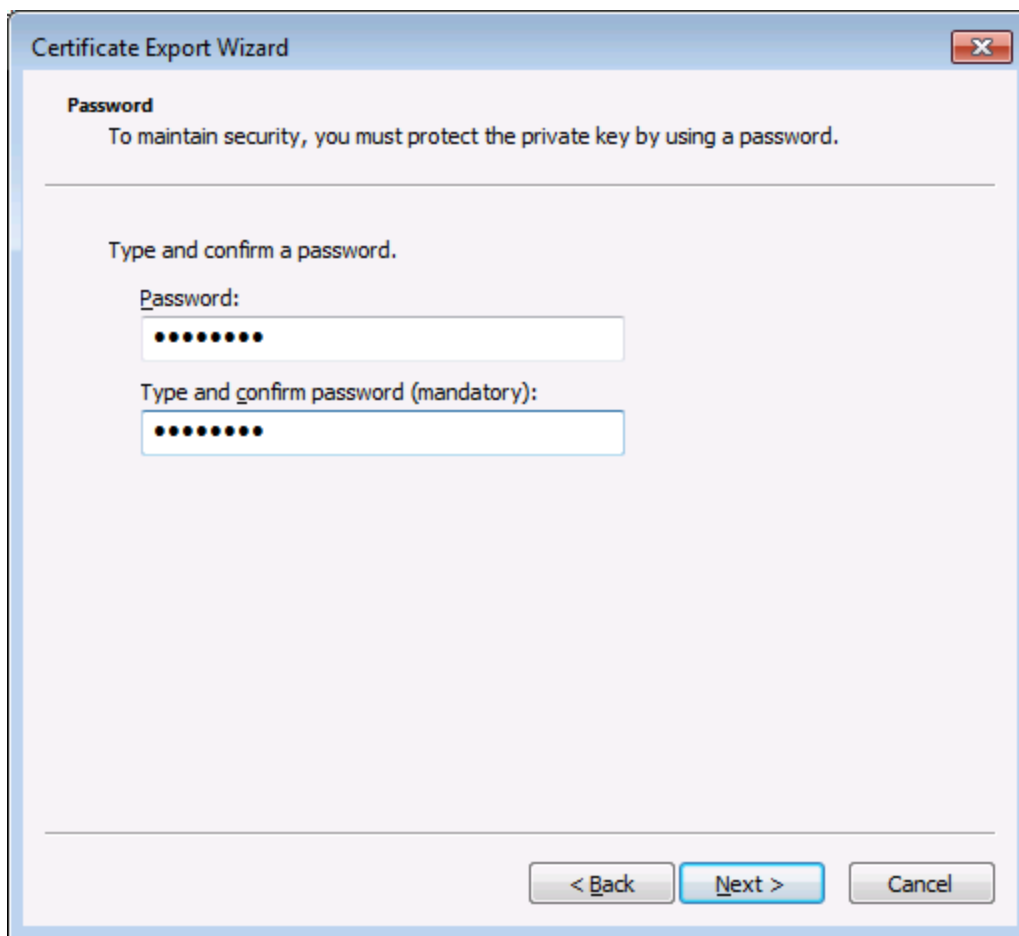 Certificate Export Wizard
Password
To maintain security, you must protect the private key by using a password.
Type and confirm a password.
Password:
••••••••
Type and confirm password (mandatory):
••••••••
< Back
Next >
Cancel